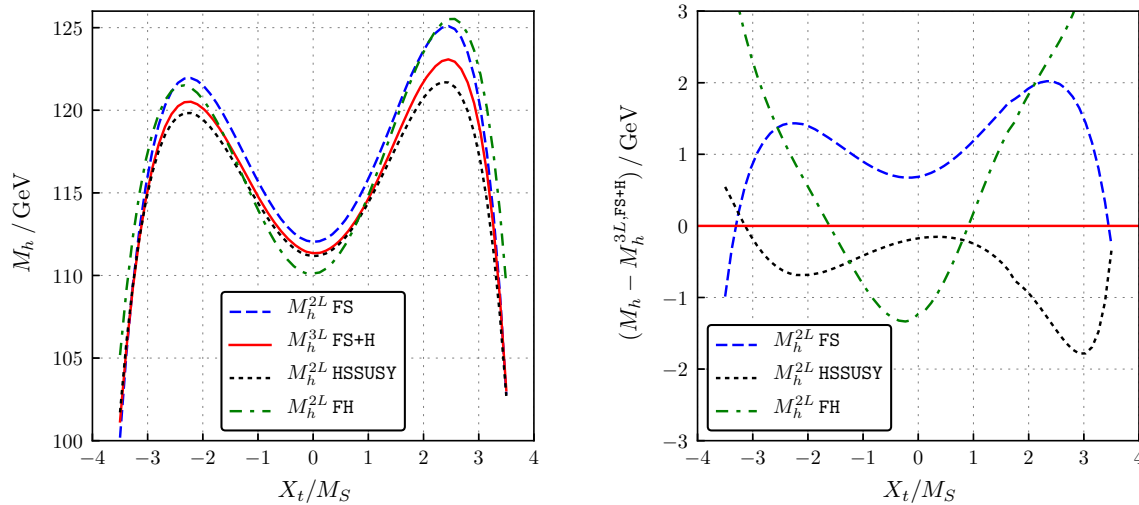 125
120
115
110
105
100
M_h / GeV
−4 −3 −2 −1 0 1 2 3 4
X_t/M_S
M_h^{2L} FS
M_h^{3L} FS+H
M_h^{2L} HSSUSY
M_h^{2L} FH
3
2
1
0
−1
−2
−3
(M_h − M_h^{3L,FS+H}) / GeV
−4 −3 −2 −1 0 1 2 3 4
X_t/M_S
M_h^{2L} FS
M_h^{2L} HSSUSY
M_h^{2L} FH